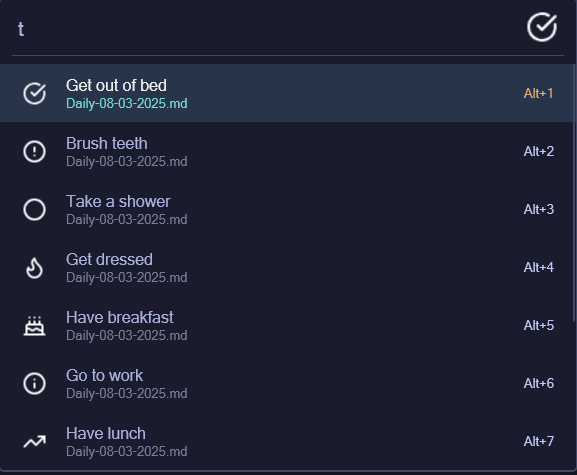 t
Get out of bed
Daily-08-03-2025.md
Alt+1
Brush teeth
Daily-08-03-2025.md
Alt+2
Take a shower
Daily-08-03-2025.md
Alt+3
Get dressed
Daily-08-03-2025.md
Alt+4
Have breakfast
Daily-08-03-2025.md
Alt+5
Go to work
Daily-08-03-2025.md
Alt+6
Have lunch
Daily-08-03-2025.md
Alt+7